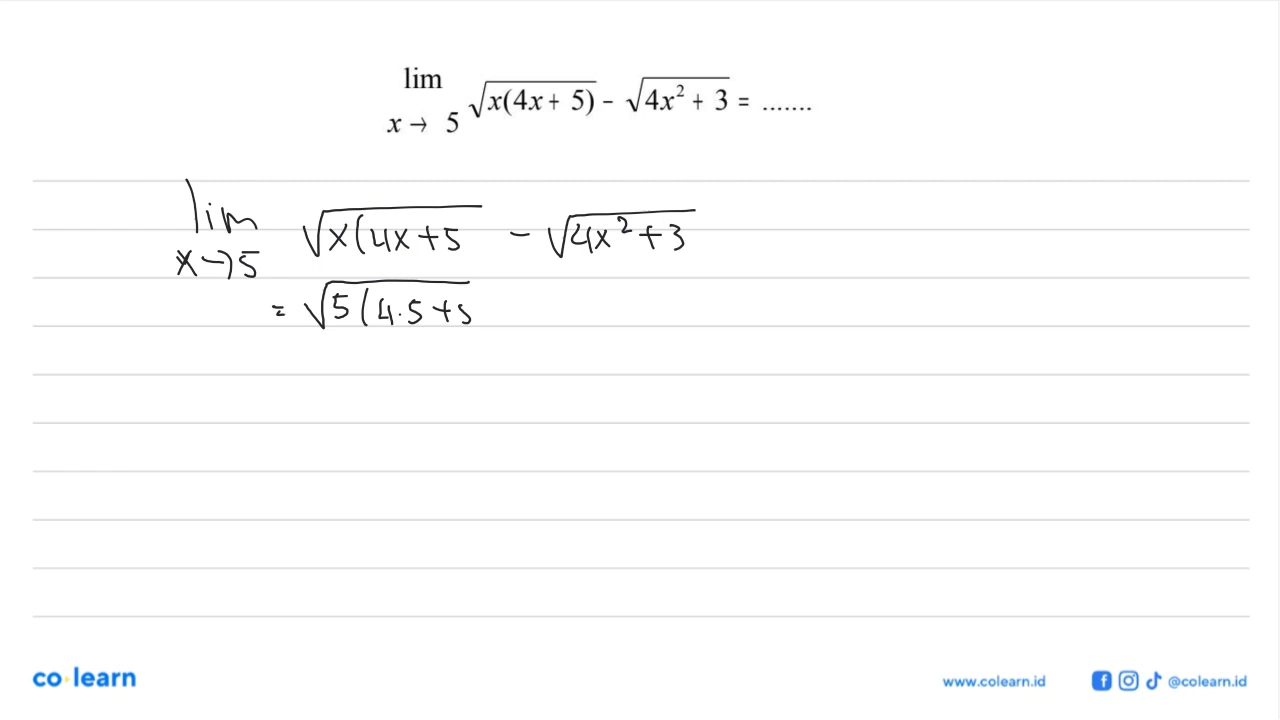 lim
x → 5 √x(4x + 5) - √4x² + 3 = .......
lim
x→5 √x(4x+5 - √4x²+3
= √5(4.5+5
co learn
www.colearn.id
@colearn.id